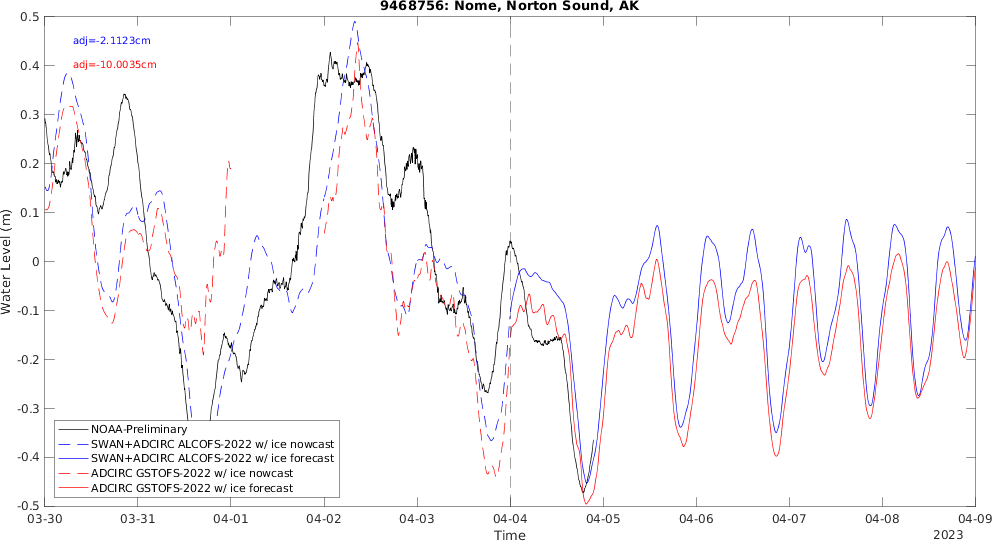 9468756: Nome, Norton Sound, AK
adj=-2.1123cm
adj=-10.0035cm
Water Level (m)
0.5
0.4
0.3
0.2
0.1
0
-0.1
-0.2
-0.3
-0.4
-0.5
NOAA-Preliminary
SWAN+ADCIRC ALCOFS-2022 w/ ice nowcast
SWAN+ADCIRC ALCOFS-2022 w/ ice forecast
ADCIRC GSTOFS-2022 w/ ice nowcast
ADCIRC GSTOFS-2022 w/ ice forecast
03-30 03-31 04-01 04-02 04-03 04-04 04-05 04-06 04-07 04-08 04-09
Time
2023